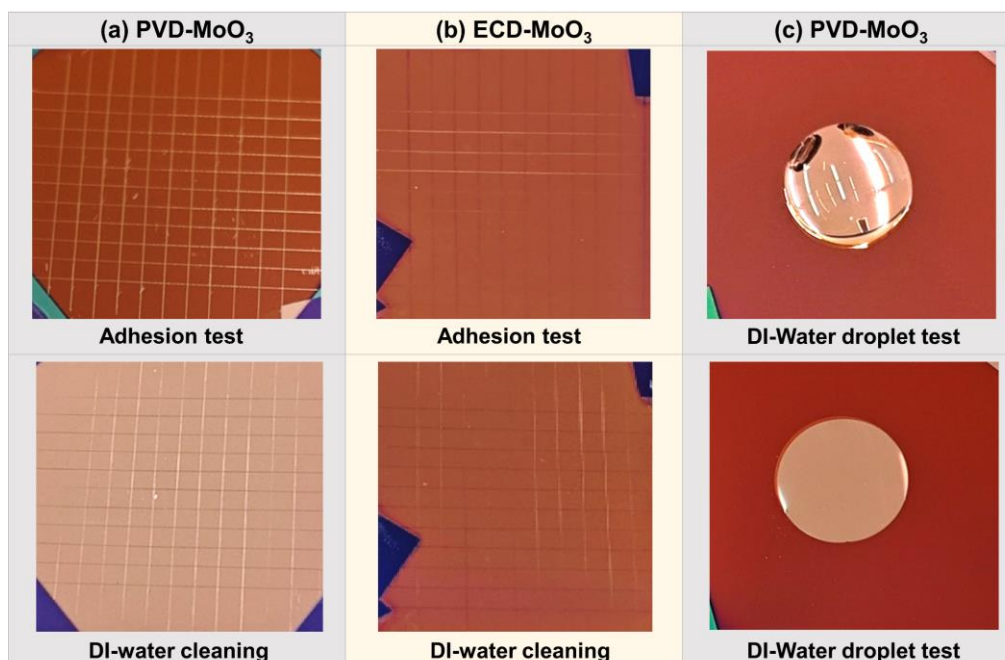 (a) PVD-MoO₃
(b) ECD-MoO₃
(c) PVD-MoO₃
Adhesion test
Adhesion test
DI-Water droplet test
DI-water cleaning
DI-water cleaning
DI-Water droplet test